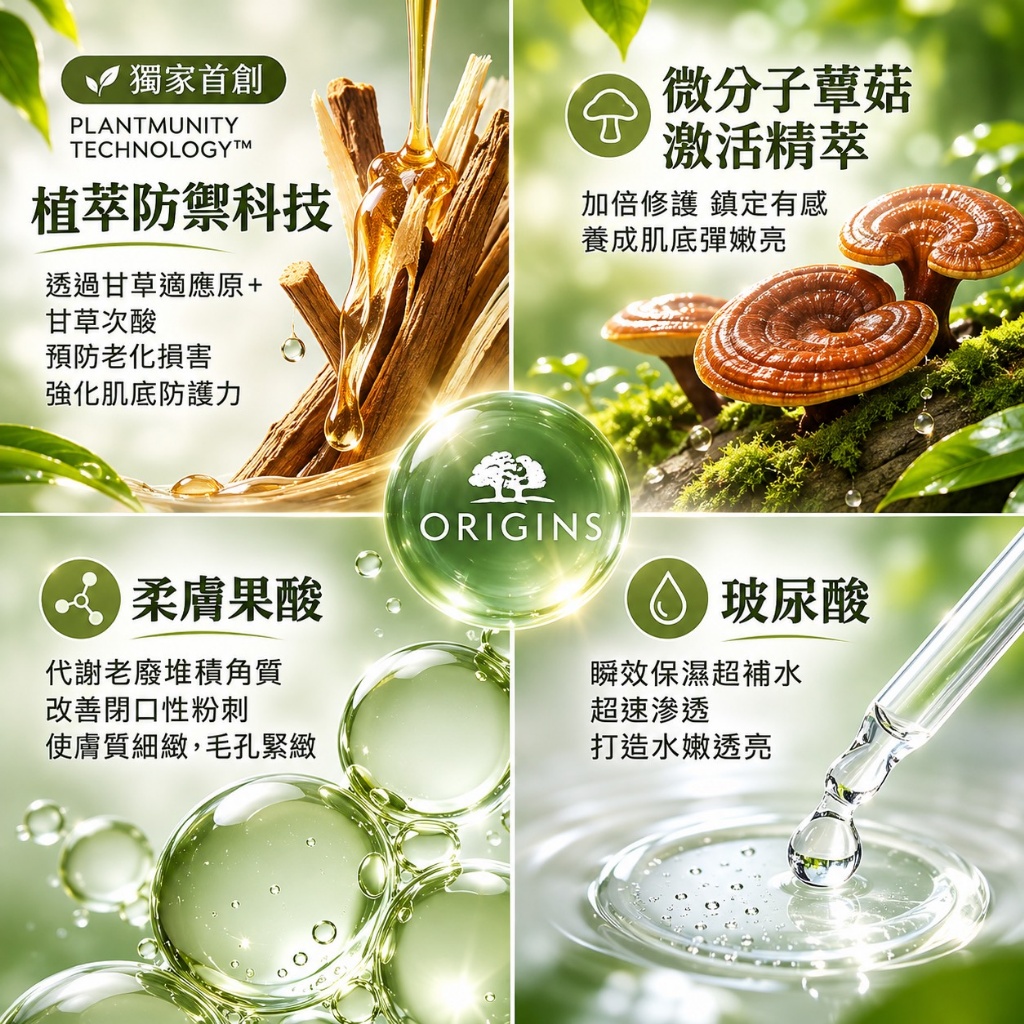 獨家首創
PLANTMUNITY
TECHNOLOGY™
植萃防禦科技
透過甘草適應原+
甘草次酸
預防老化損害
強化肌底防護力
微分子蕈菇
激活精萃
加倍修護 鎮定有感
養成肌底彈嫩亮
ORIGINS
柔膚果酸
代謝老廢堆積角質
改善閉口性粉刺
使膚質細緻,毛孔緊緻
玻尿酸
瞬效保濕超補水
超速滲透
打造水嫩透亮